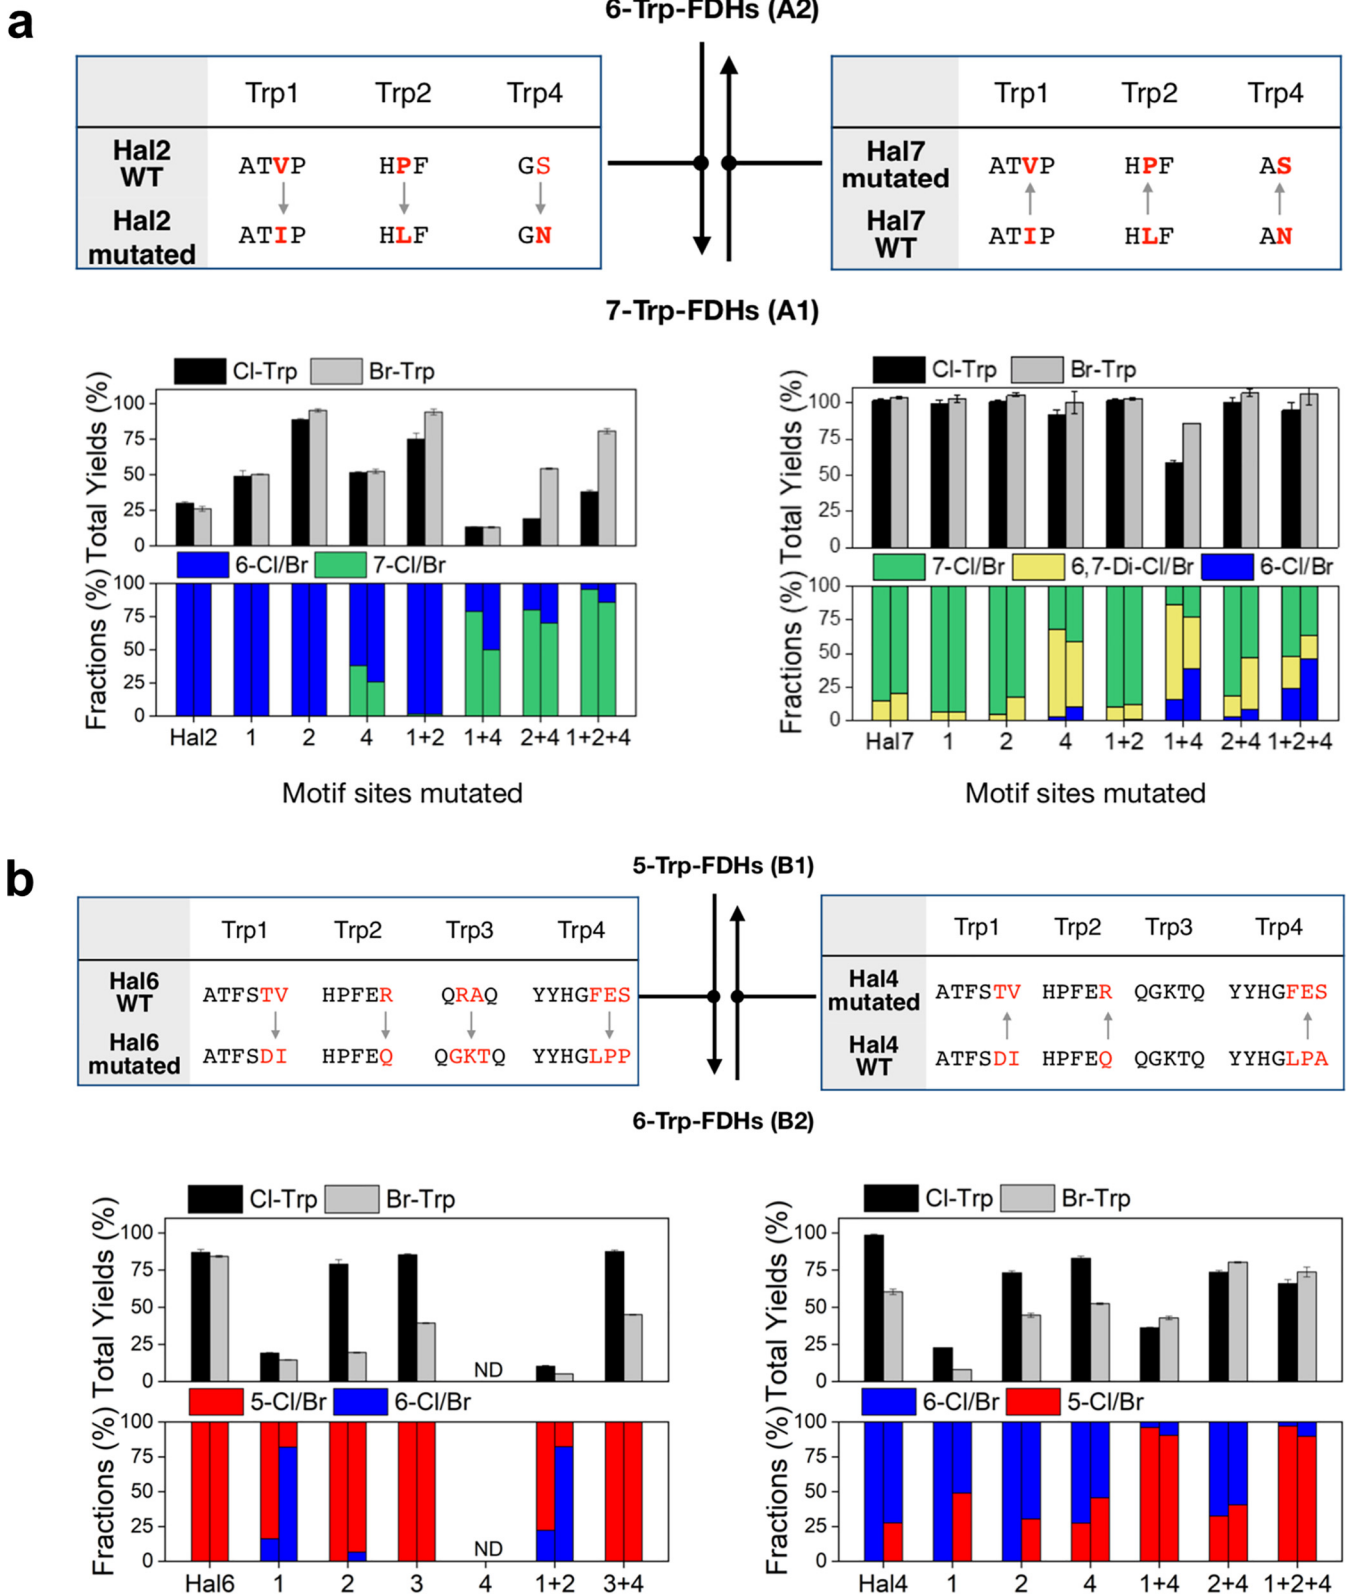 a
6-Trp-FDHs (A2)
Trp1 Trp2 Trp4
Hal2 WT ATVP HPF GS
Hal2 mutated ATIP HLF GN
Trp1 Trp2 Trp4
Hal7 mutated ATVP HPF AS
Hal7 WT ATIP HLF AN
7-Trp-FDHs (A1)
Cl-Trp Br-Trp
Total Yields (%)
100
75
50
25
0
6-Cl/Br 7-Cl/Br
Fractions (%)
100
75
50
25
0
Hal2 1 2 4 1+2 1+4 2+4 1+2+4
Motif sites mutated
Cl-Trp Br-Trp
Total Yields (%)
100
75
50
25
0
7-Cl/Br 6,7-Di-Cl/Br 6-Cl/Br
Fractions (%)
100
75
50
25
0
Hal7 1 2 4 1+2 1+4 2+4 1+2+4
Motif sites mutated
b
5-Trp-FDHs (B1)
Trp1 Trp2 Trp3 Trp4
Hal6 WT ATFSTV HPFER QRAQ YYHGFES
Hal6 mutated ATFSDI HPFEQ QGKTQ YYHGLPP
Trp1 Trp2 Trp3 Trp4
Hal4 mutated ATFSTV HPFER QGKTQ YYHGFES
Hal4 WT ATFSDI HPFEQ QGKTQ YYHGLPA
6-Trp-FDHs (B2)
Cl-Trp Br-Trp
Total Yields (%)
100
75
50
25
0
ND
5-Cl/Br 6-Cl/Br
Fractions (%)
100
75
50
25
0
ND
Hal6 1 2 3 4 1+2 3+4
Cl-Trp Br-Trp
Total Yields (%)
100
75
50
25
0
6-Cl/Br 5-Cl/Br
Fractions (%)
100
75
50
25
0
Hal4 1 2 4 1+4 2+4 1+2+4